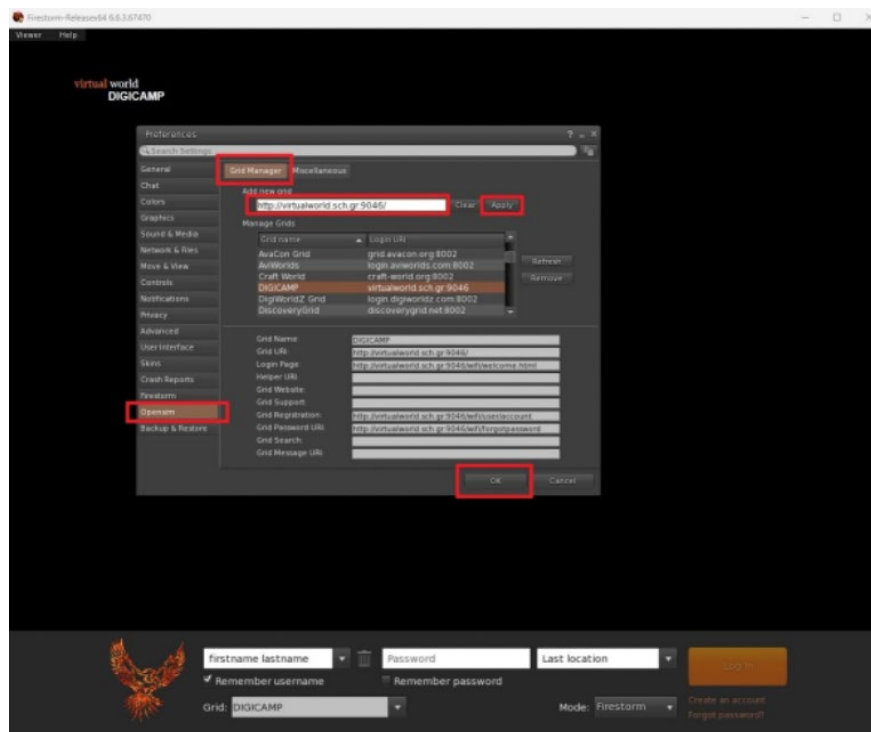 Firestorm-Releasex64 6.6.3.67470
Viewer Help
virtual world
DIGICAMP
Preferences ? _ ×
Search Settings
General
Chat
Colors
Graphics
Sound & Media
Network & Files
Move & View
Controls
Notifications
Privacy
Advanced
User Interface
Skins
Crash Reports
Firestorm
Opensim
Backup & Restore
Grid Manager Miscellaneous
Add new grid
http://virtualworld.sch.gr:9046/ Clear Apply
Manage Grids
Grid name Login URI
AvaCon Grid grid.avacon.org:8002
AviWorlds login.aviworlds.com:8002
Craft World craft-world.org:8002
DIGICAMP virtualworld.sch.gr:9046
DigiWorldZ Grid login.digiworldz.com:8002
DiscoveryGrid discoverygrid.net:8002
Refresh
Remove
Grid Name: DIGICAMP
Grid URI: http://virtualworld.sch.gr:9046/
Login Page: http://virtualworld.sch.gr:9046/wifi/welcome.html
Helper URI:
Grid Website:
Grid Support:
Grid Registration: http://virtualworld.sch.gr:9046/wifi/user/account
Grid Password URI: http://virtualworld.sch.gr:9046/wifi/forgotpassword
Grid Search:
Grid Message URI:
OK Cancel
firstname lastname Password Last location Log In
Remember username Remember password
Grid: DIGICAMP Mode: Firestorm
Create an account
Forgot password?